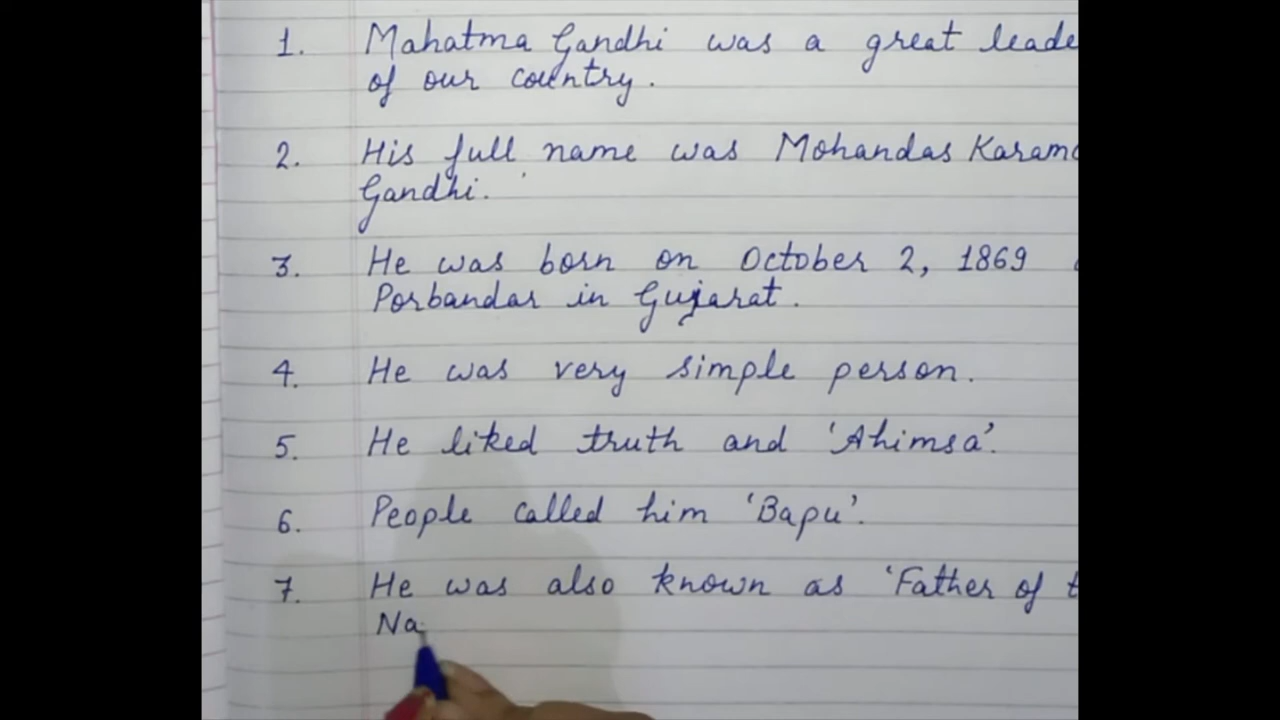 1. Mahatma Gandhi was a great leade
of our country.
2. His full name was Mohandas Karam
Gandhi.
3. He was born on October 2, 1869
Porbandar in Gujarat.
4. He was very simple person.
5. He liked truth and 'Ahimsa'.
6. People called him 'Bapu'.
7. He was also known as 'Father of t
Na